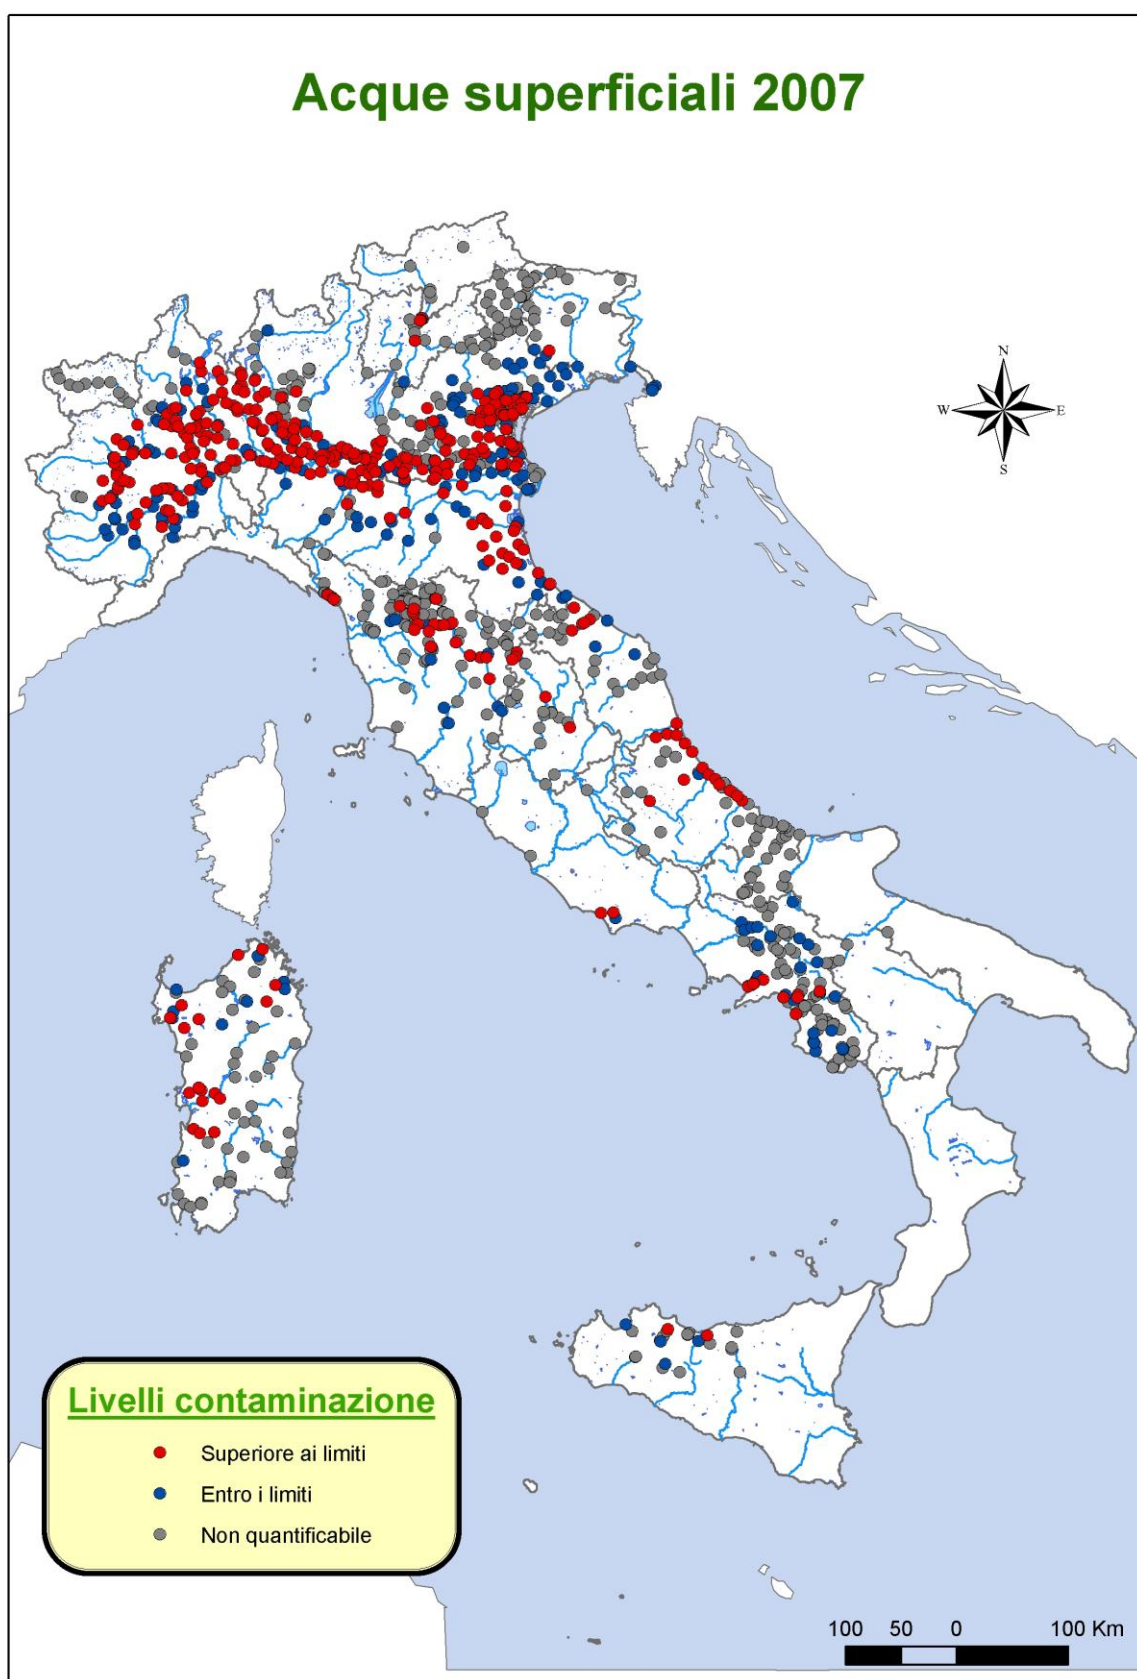 Acque superficiali 2007
N
W E
S
Livelli contaminazione
Superiore ai limiti
Entro i limiti
Non quantificabile
100 50 0 100 Km